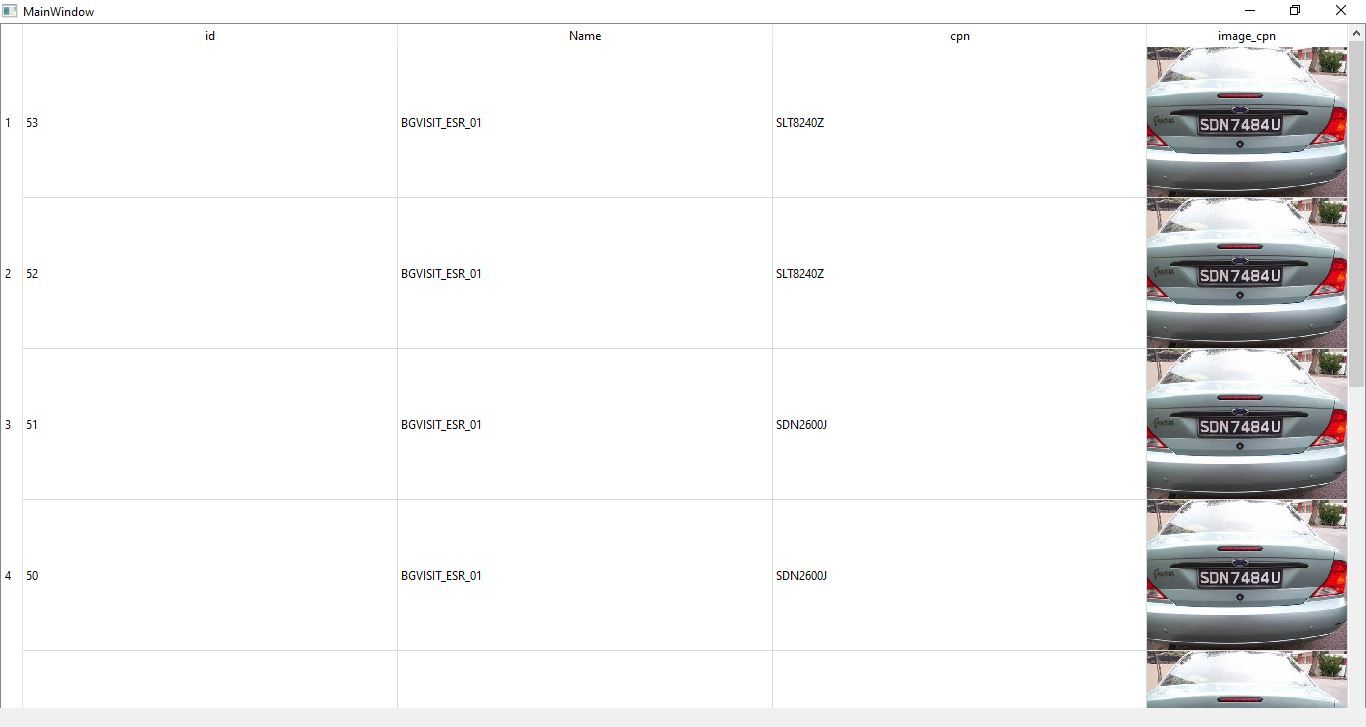 MainWindow
id Name cpn image_cpn
1 53 BGVISIT_ESR_01 SLT8240Z
SDN7484U
2 52 BGVISIT_ESR_01 SLT8240Z
SDN7484U
3 51 BGVISIT_ESR_01 SDN2600J
SDN7484U
4 50 BGVISIT_ESR_01 SDN2600J
SDN7484U